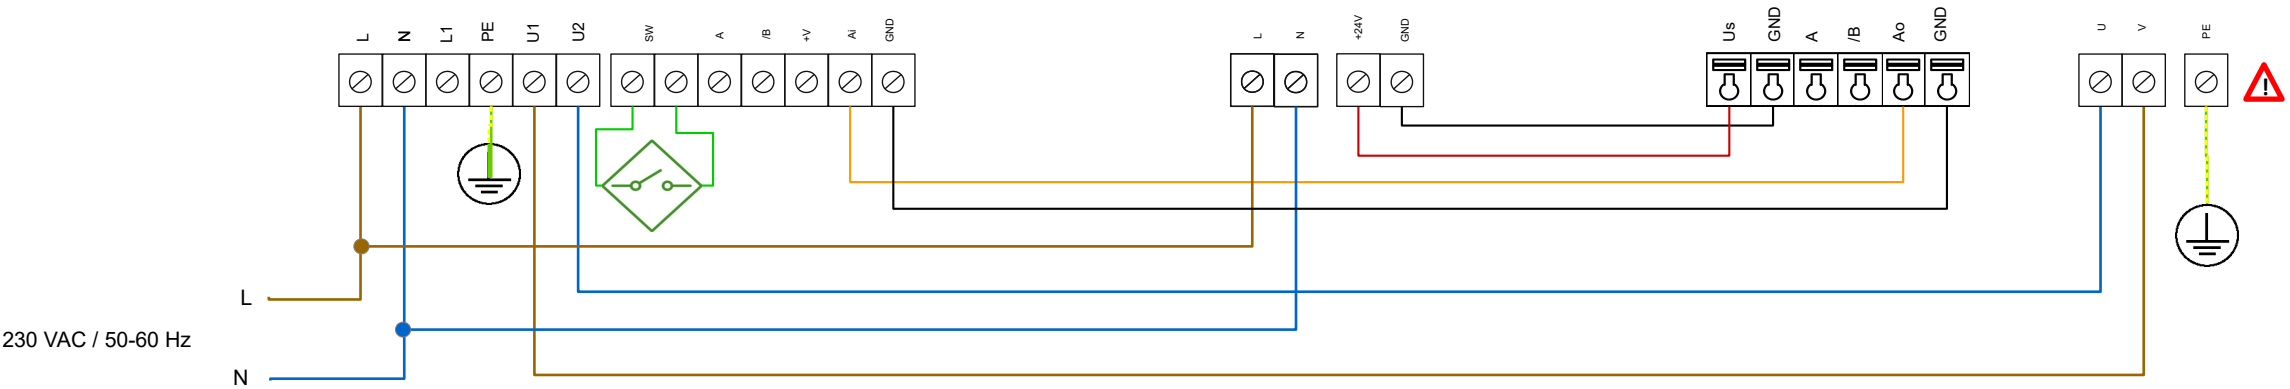 L N L1 PE U1 U2 SW A /B +V Ai GND
L N +24V GND
Us GND A /B Ao GND
U V PE
!
L
230 VAC / 50-60 Hz
N